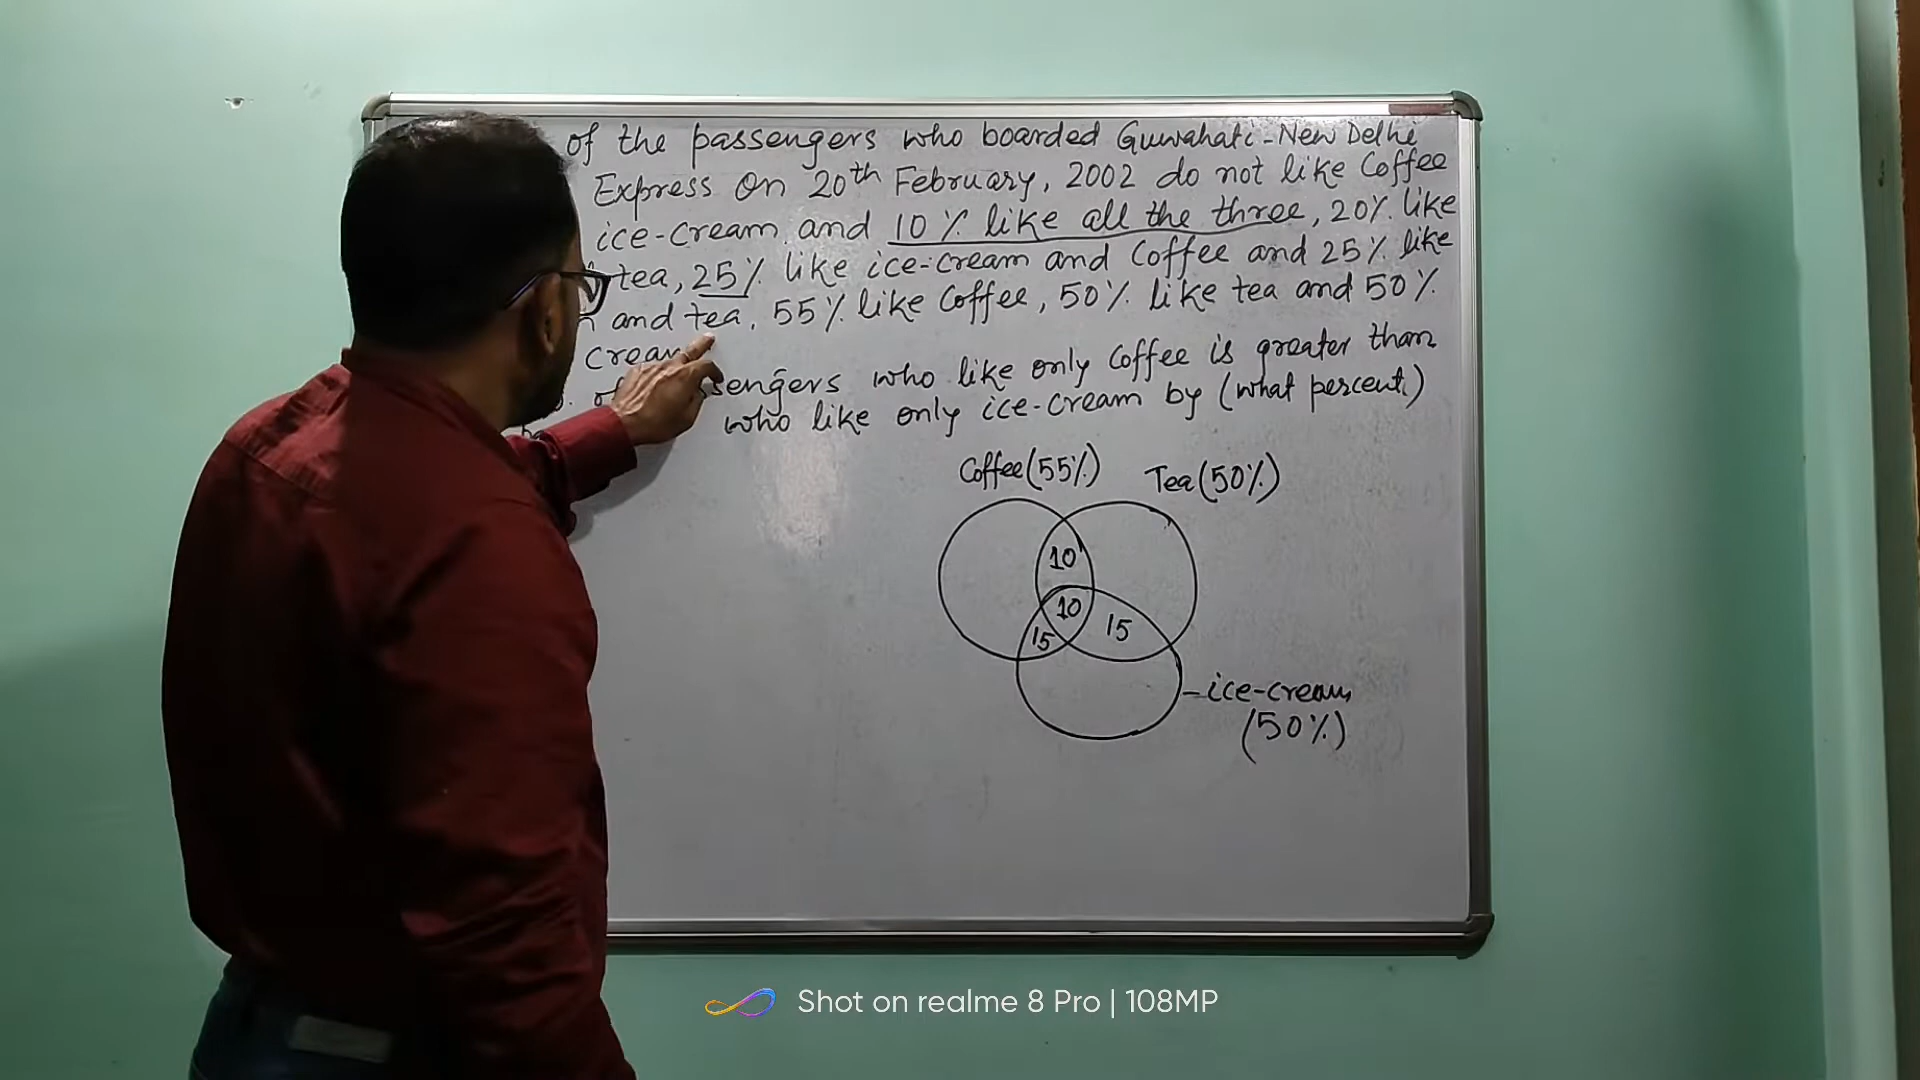 of the passengers who boarded Guwahati-New Delhi
Express On 20th February, 2002 do not like Coffee
ice-cream and 10% like all the three, 20% like
tea, 25% like ice-cream and Coffee and 25% like
and tea, 55% like Coffee, 50% like tea and 50%
who like only Coffee is greater than
who like only ice-cream by (what percent.)
Coffee(55%)
Tea(50%)
10
10
15
15
ice-cream
(50%)
Shot on realme 8 Pro | 108MP